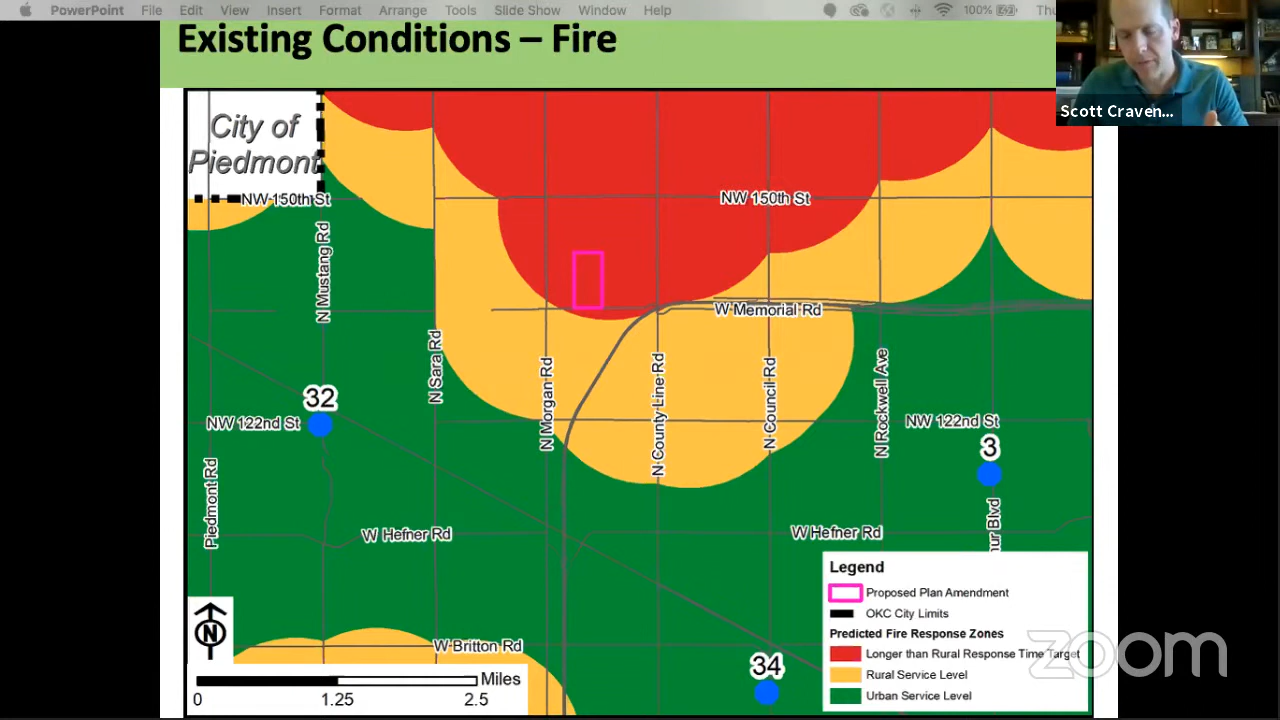 PowerPoint File Edit View Insert Format Arrange Tools Slide Show Window Help 100% Thu
Existing Conditions – Fire
Scott Craven...
City of
Piedmont
NW 150th St
NW 150th St
N Mustang Rd
W Memorial Rd
N Sara Rd
N Morgan Rd
N County Line Rd
N Council Rd
N Rockwell Ave
32
NW 122nd St
NW 122nd St
3
Piedmont Rd
W Hefner Rd
W Hefner Rd
Blvd
W Britton Rd
34
N
Miles
0 1.25 2.5
Legend
Proposed Plan Amendment
OKC City Limits
Predicted Fire Response Zones
Longer than Rural Response Time Target
Rural Service Level
Urban Service Level
zoom